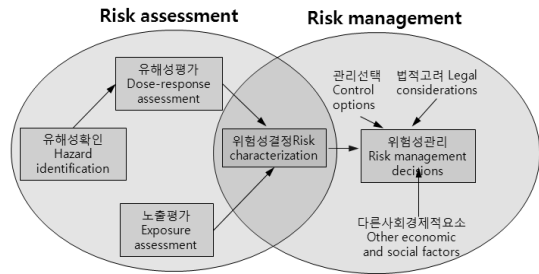 Risk assessment
Risk management
유해성평가
Dose-response
assessment
유해성확인
Hazard
identification
노출평가
Exposure
assessment
위험성결정Risk
characterization
관리선택
Control
options
법적고려 Legal
considerations
위험성관리
Risk management
decisions
다른사회경제적요소
Other economic
and social factors